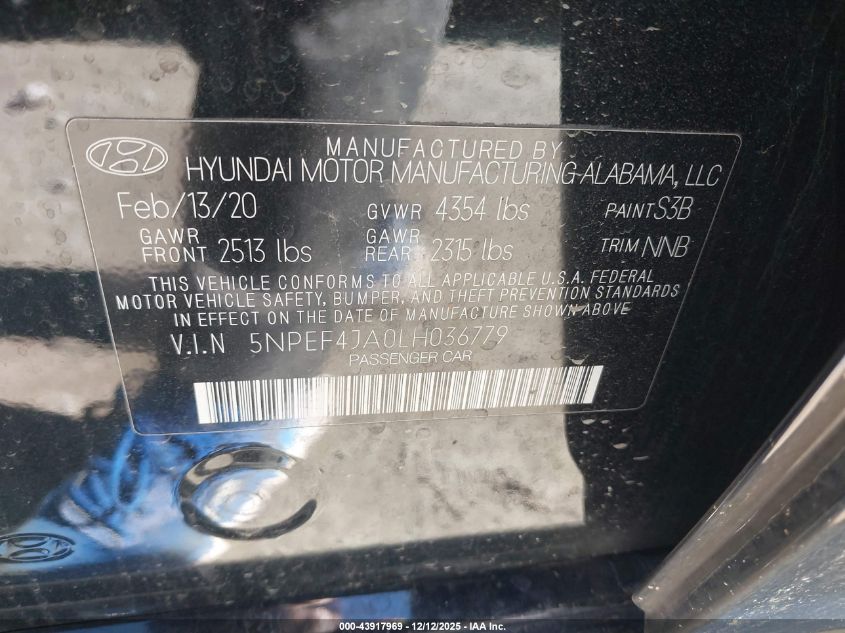 MANUFACTURED BY
HYUNDAI MOTOR MANUFACTURING-ALABAMA, LLC
Feb/13/20 GVWR 4354 lbs PAINT S3B
GAWR FRONT 2513 lbs GAWR REAR 2315 lbs TRIM NNB
THIS VEHICLE CONFORMS TO ALL APPLICABLE U.S.A. FEDERAL
MOTOR VEHICLE SAFETY, BUMPER, AND THEFT PREVENTION STANDARDS
IN EFFECT ON THE DATE OF MANUFACTURE SHOWN ABOVE
V.I.N 5NPEF4JA0LH036779
PASSENGER CAR
000-43917969 - 12/12/2025 - IAA Inc.